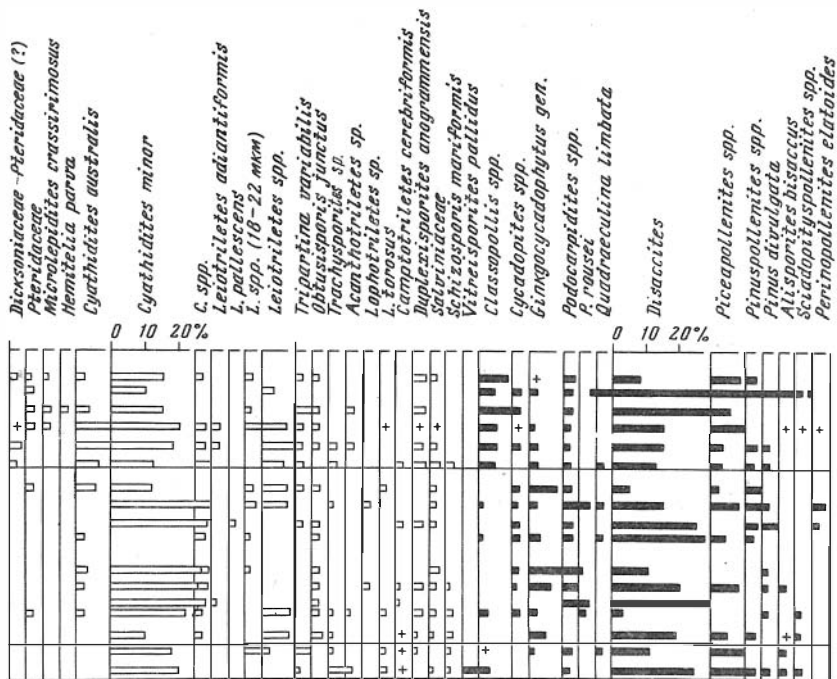 Dicksoniaceae-Pteridaceae (?)
Pteridaceae
Microlepidites crassirimosus
Hemitelia parva
Cyathidites australis
Cyathidites minor
C. spp.
Leiotriletes adiantiformis
L. pallescens
L. spp. (18-22 мкм)
Leiotriletes spp.
Tripartina variabilis
Obtusisporis junctus
Trachysporites sp.
Acanthotriletes sp.
Lophotriletes sp.
L. torosus
Camptotriletes cerebriformis
Duplexisporites anogrammensis
Salviniaceae
Schizosporis mariformis
Vitreisporites pallidus
Classopollis spp.
Cycadopites spp.
Ginkgocycadophytus gen.
Podocarpidites spp.
P. rousei
Quadraeculina limbata
Disaccites
Piceapollenites spp.
Pinuspollenites spp.
Pinus divulgata
Alisporites bisaccus
Sciadopityspollenites spp.
Perinopollenites elatoides
0 10 20%
0 10 20%